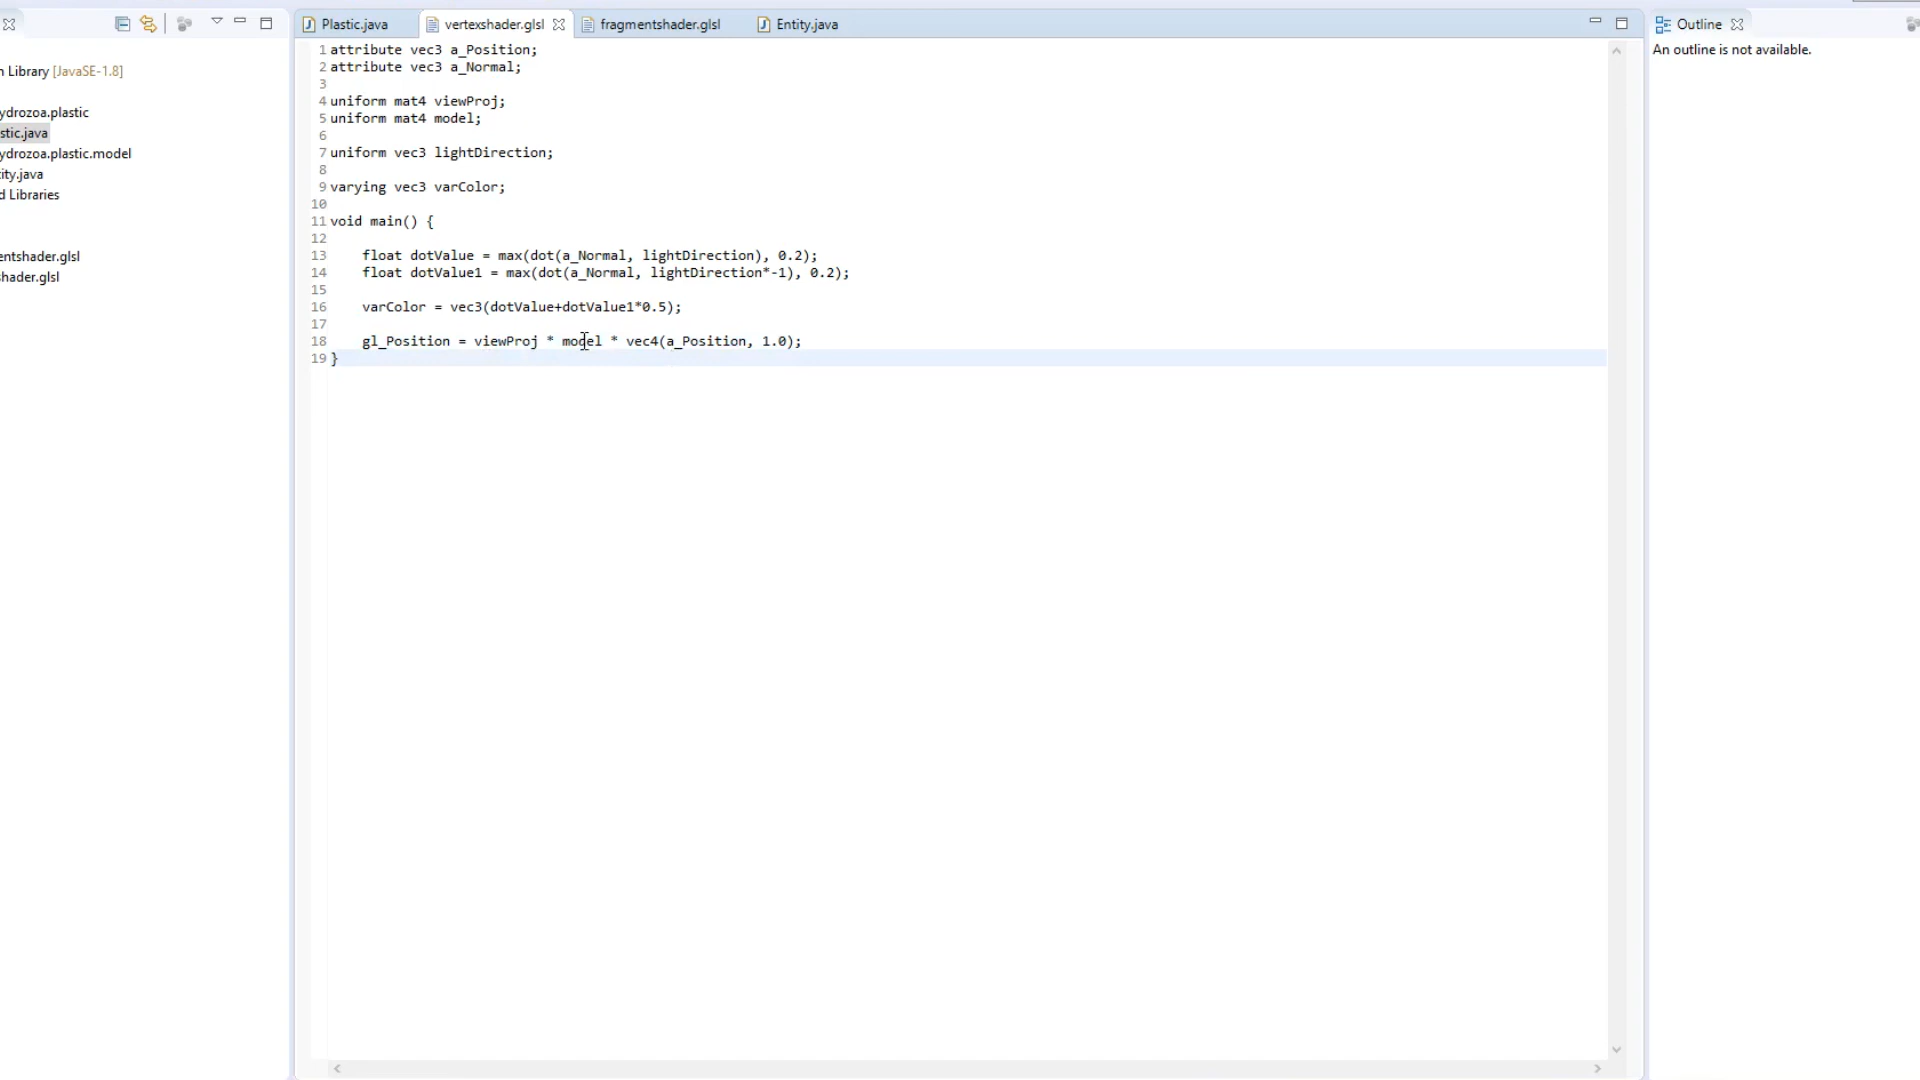 Plastic.java
vertexshader.glsl
fragmentshader.glsl
Entity.java
Outline
An outline is not available.
n Library [JavaSE-1.8]
ydrozoa.plastic
stic.java
ydrozoa.plastic.model
ity.java
d Libraries
entshader.glsl
shader.glsl
1 attribute vec3 a_Position;
2 attribute vec3 a_Normal;
3
4 uniform mat4 viewProj;
5 uniform mat4 model;
6
7 uniform vec3 lightDirection;
8
9 varying vec3 varColor;
10
11 void main() {
12
13     float dotValue = max(dot(a_Normal, lightDirection), 0.2);
14     float dotValue1 = max(dot(a_Normal, lightDirection*-1), 0.2);
15
16     varColor = vec3(dotValue+dotValue1*0.5);
17
18     gl_Position = viewProj * model * vec4(a_Position, 1.0);
19 }